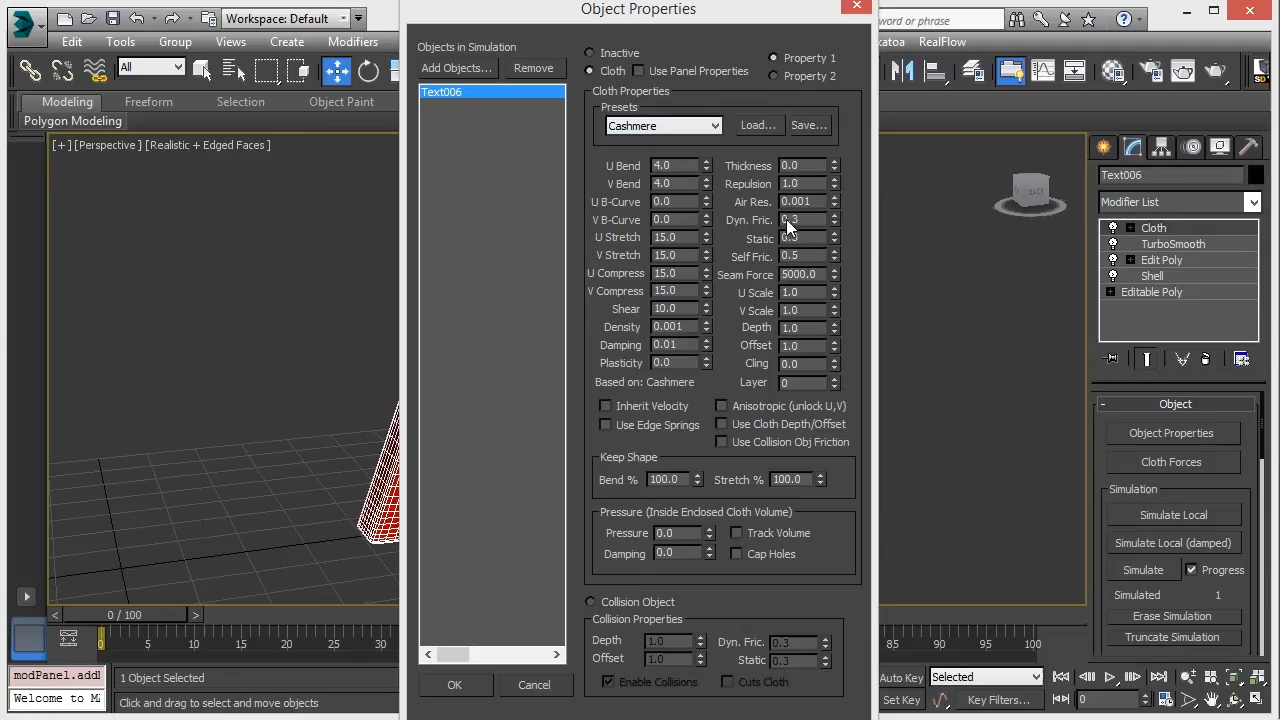 Workspace: Default
Object Properties
or phrase
Edit
Tools
Group
Views
Create
Modifiers
akatoa
RealFlow
All
Modeling
Freeform
Selection
Object Paint
Polygon Modeling
[+] [Perspective] [Realistic + Edged Faces]
Objects in Simulation
Add Objects...
Remove
Text006
OK
Cancel
Inactive
Cloth
Use Panel Properties
Property 1
Property 2
Cloth Properties
Presets
Cashmere
Load...
Save...
U Bend 4.0
Thickness 0.0
V Bend 4.0
Repulsion 1.0
U B-Curve 0.0
Air Res. 0.001
V B-Curve 0.0
Dyn. Fric. 0.3
U Stretch 15.0
Static
V Stretch 15.0
Self Fric. 0.5
U Compress 15.0
Seam Force 5000.0
V Compress 15.0
U Scale 1.0
Shear 10.0
V Scale 1.0
Density 0.001
Depth 1.0
Damping 0.01
Offset 1.0
Plasticity 0.0
Cling 0.0
Based on: Cashmere
Layer 0
Inherit Velocity
Anisotropic (unlock U,V)
Use Edge Springs
Use Cloth Depth/Offset
Use Collision Obj Friction
Keep Shape
Bend % 100.0
Stretch % 100.0
Pressure (Inside Enclosed Cloth Volume)
Pressure 0.0
Track Volume
Damping 0.0
Cap Holes
Collision Object
Collision Properties
Depth 1.0
Dyn. Fric. 0.3
Offset 1.0
Static 0.3
Enable Collisions
Cuts Cloth
Text006
Modifier List
Cloth
TurboSmooth
Edit Poly
Shell
Editable Poly
- Object
Object Properties
Cloth Forces
Simulation
Simulate Local
Simulate Local (damped)
Simulate
Progress
Simulated 1
Erase Simulation
Truncate Simulation
0 / 100
0 5 10 15 20 25 30
100
modPanel.addl
Welcome to M
1 Object Selected
Click and drag to select and move objects
Auto Key
Selected
Set Key
Key Filters...
0